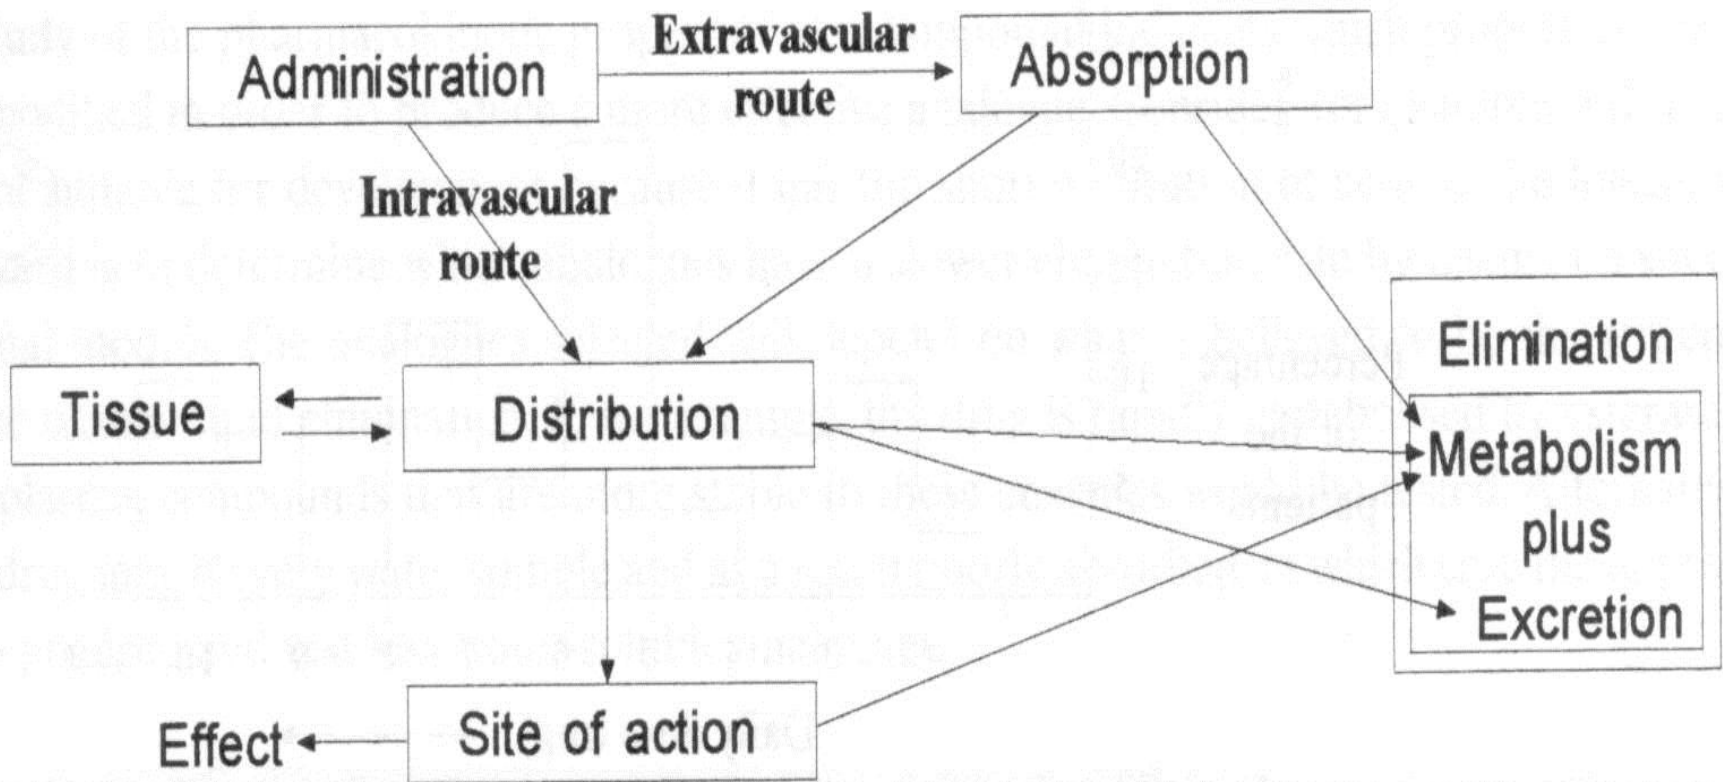 Administration
Extravascular
route
Absorption
Intravascular
route
Elimination
Tissue
Distribution
Metabolism
plus
Excretion
Effect
Site of action